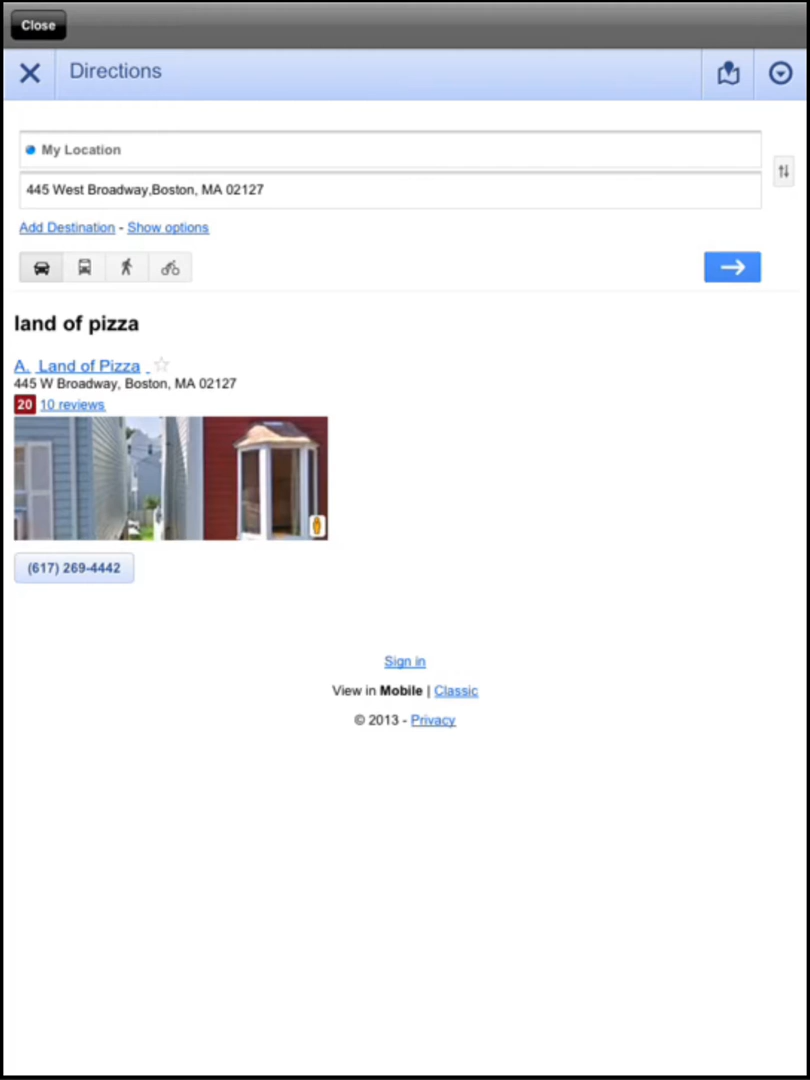 Close
Directions
My Location
445 West Broadway,Boston, MA 02127
Add Destination - Show options
land of pizza
A. Land of Pizza
445 W Broadway, Boston, MA 02127
20 10 reviews
(617) 269-4442
Sign in
View in Mobile | Classic
© 2013 - Privacy